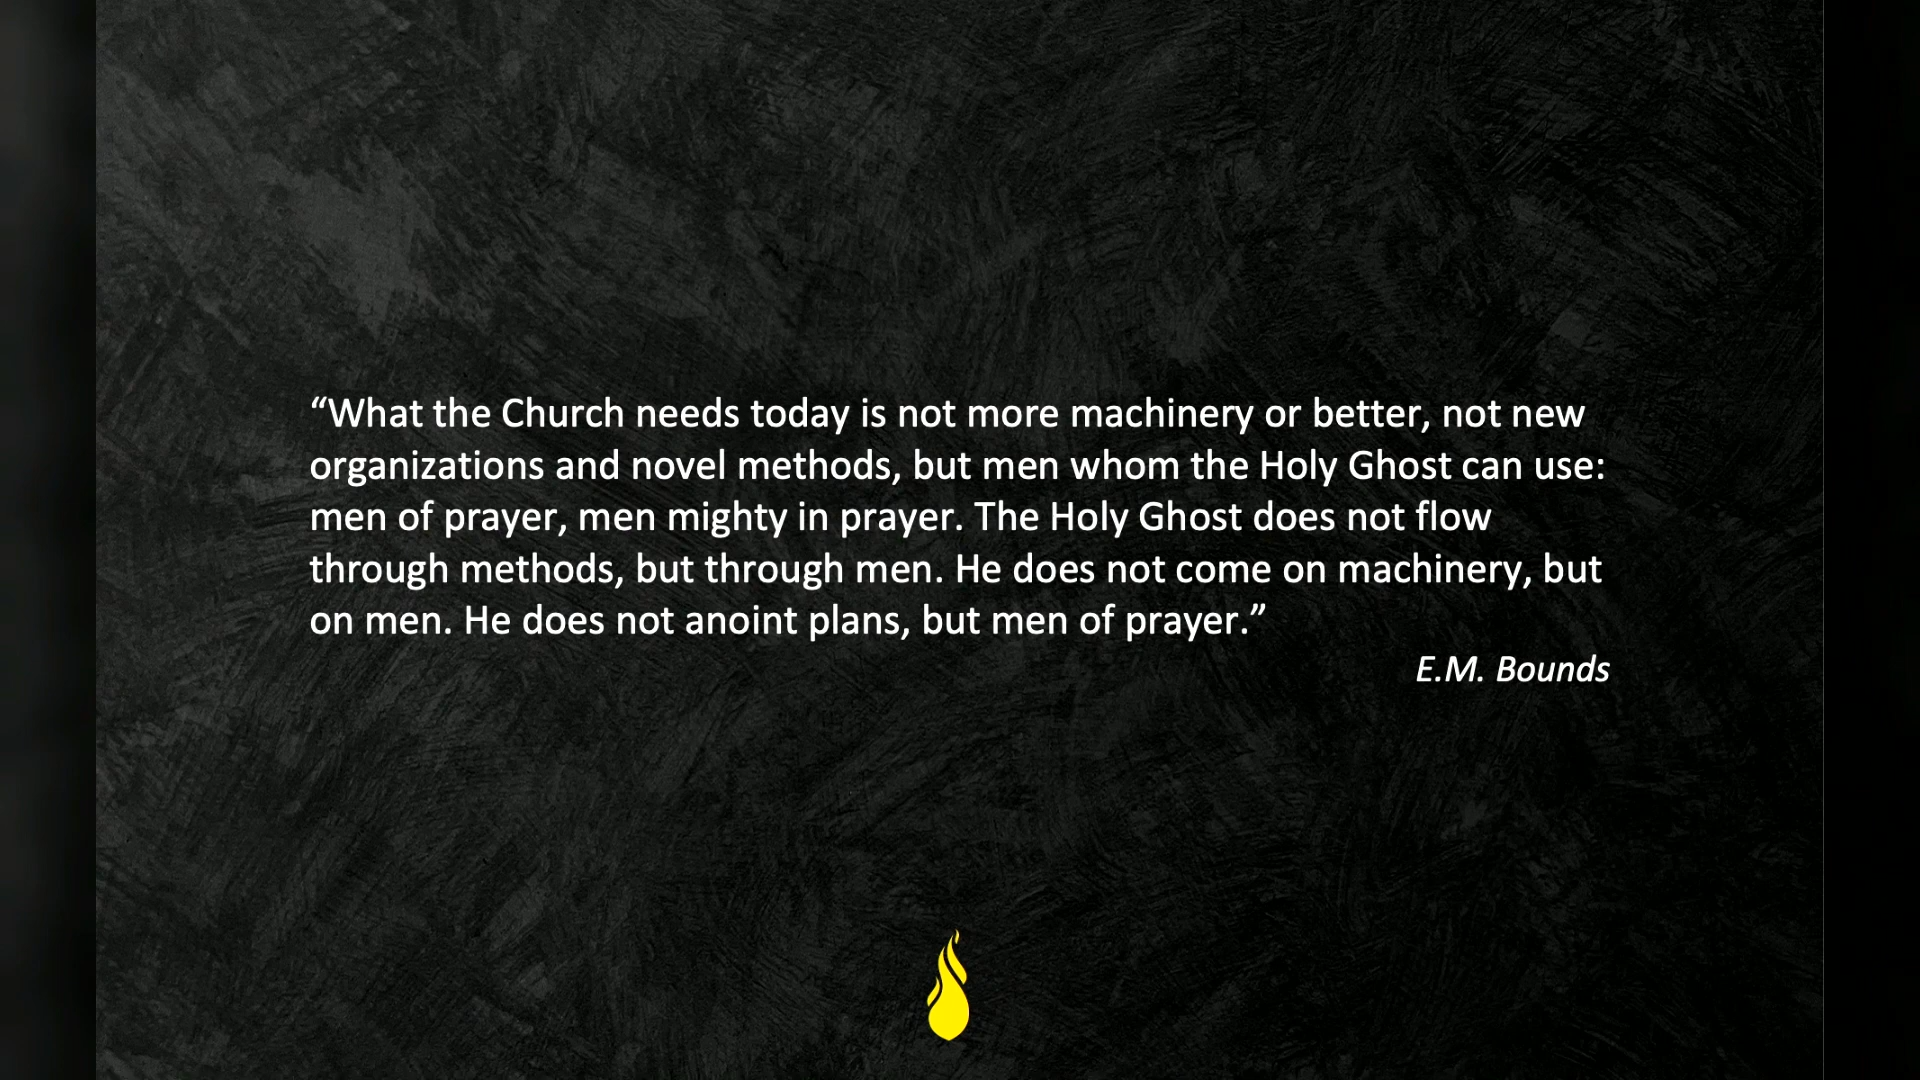 “What the Church needs today is not more machinery or better, not new
organizations and novel methods, but men whom the Holy Ghost can use:
men of prayer, men mighty in prayer. The Holy Ghost does not flow
through methods, but through men. He does not come on machinery, but
on men. He does not anoint plans, but men of prayer.”
E.M. Bounds